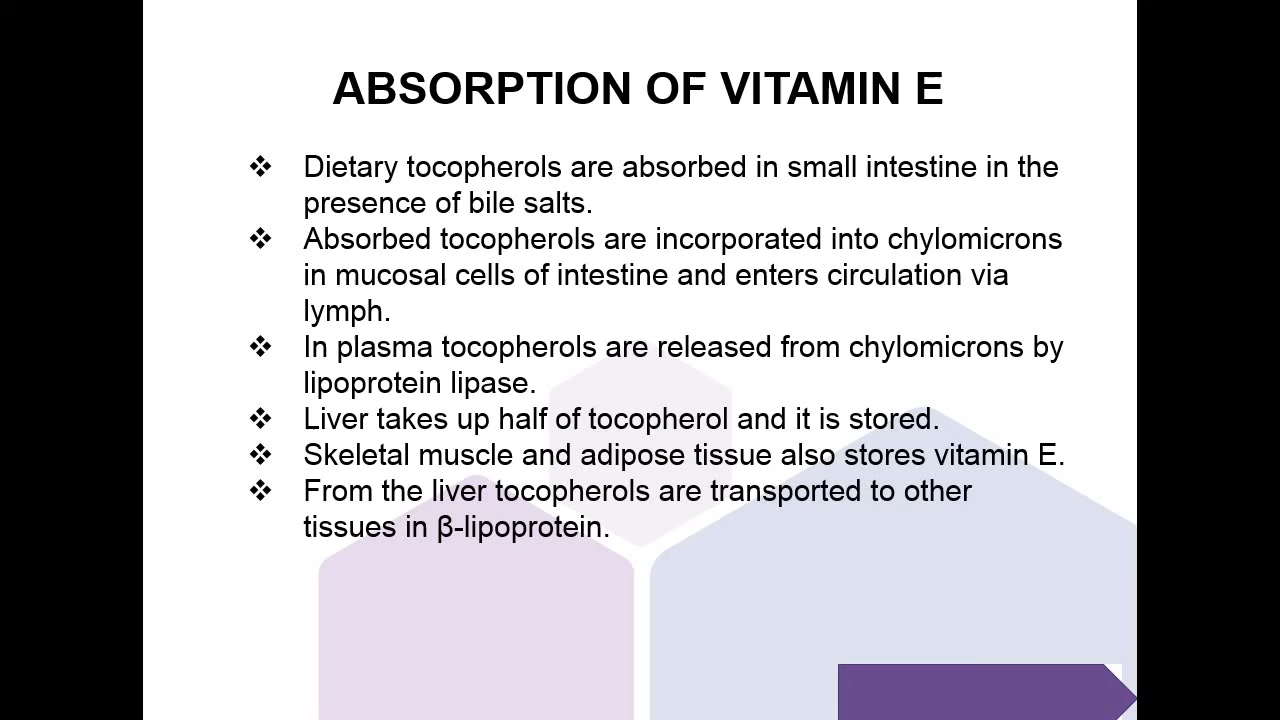 ABSORPTION OF VITAMIN E
❖ Dietary tocopherols are absorbed in small intestine in the
presence of bile salts.
❖ Absorbed tocopherols are incorporated into chylomicrons
in mucosal cells of intestine and enters circulation via
lymph.
❖ In plasma tocopherols are released from chylomicrons by
lipoprotein lipase.
❖ Liver takes up half of tocopherol and it is stored.
❖ Skeletal muscle and adipose tissue also stores vitamin E.
❖ From the liver tocopherols are transported to other
tissues in β-lipoprotein.